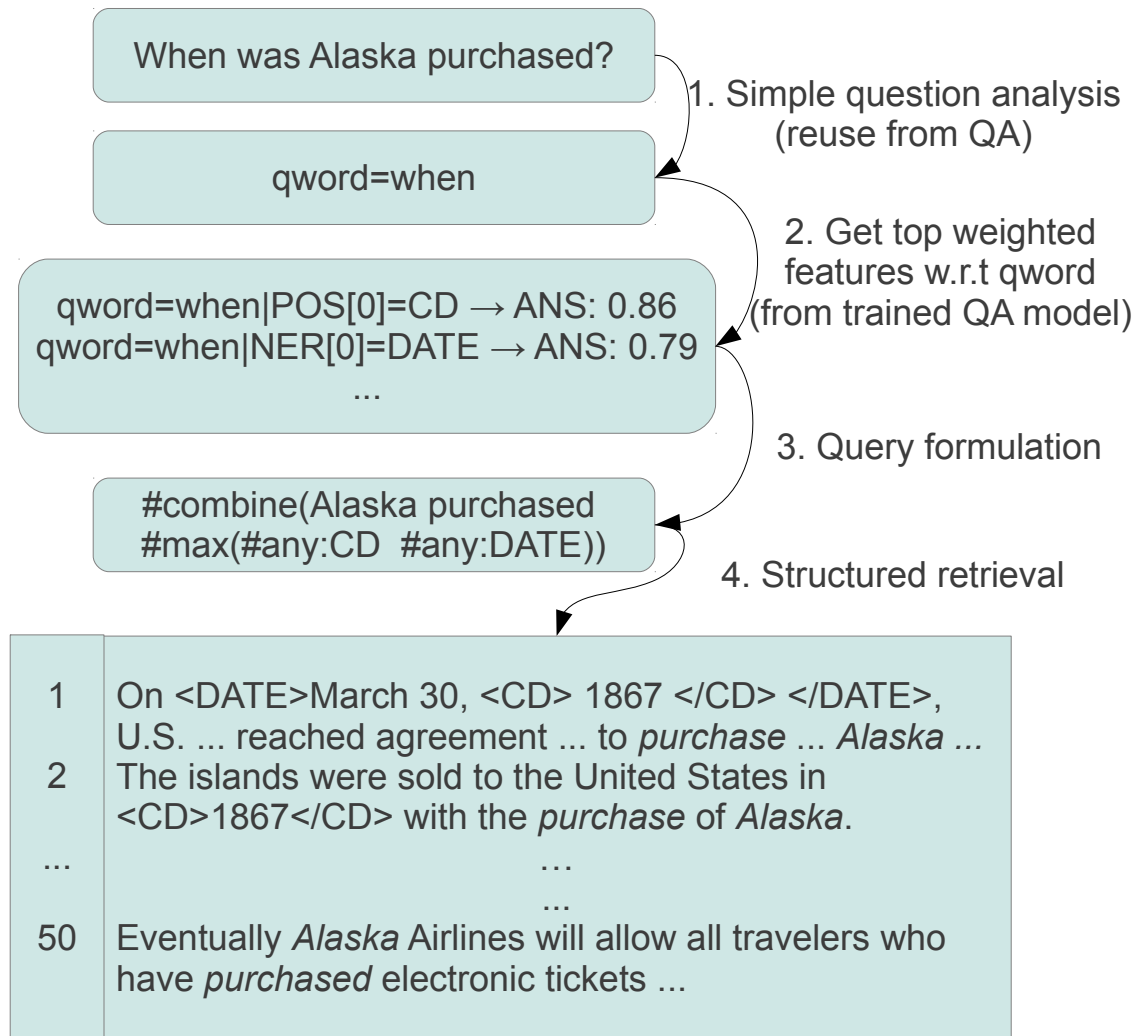 When was Alaska purchased?
1. Simple question analysis
(reuse from QA)
qword=when
2. Get top weighted
features w.r.t qword
(from trained QA model)
qword=when|POS[0]=CD → ANS: 0.86
qword=when|NER[0]=DATE → ANS: 0.79
...
3. Query formulation
#combine(Alaska purchased
#max(#any:CD #any:DATE))
4. Structured retrieval
1 On <DATE>March 30, <CD> 1867 </CD> </DATE>,
U.S. ... reached agreement ... to purchase ... Alaska ...
2 The islands were sold to the United States in
<CD>1867</CD> with the purchase of Alaska.
... ...
...
50 Eventually Alaska Airlines will allow all travelers who
have purchased electronic tickets ...